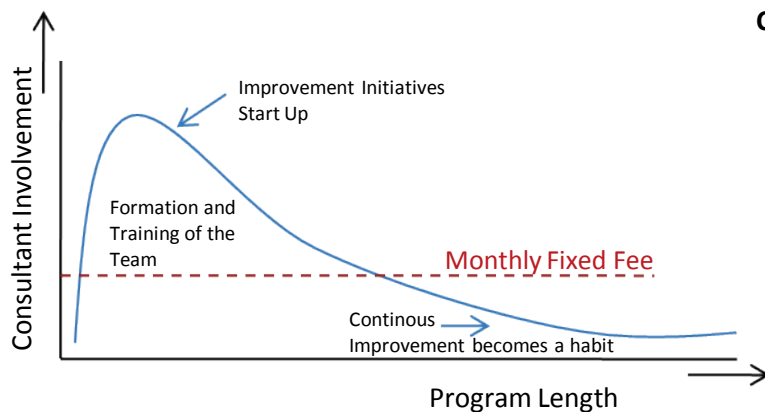 Improvement Initiatives
Start Up
Consultant Involvement
Formation and
Training of the
Team
Monthly Fixed Fee
Continous
Improvement becomes a habit
Program Length